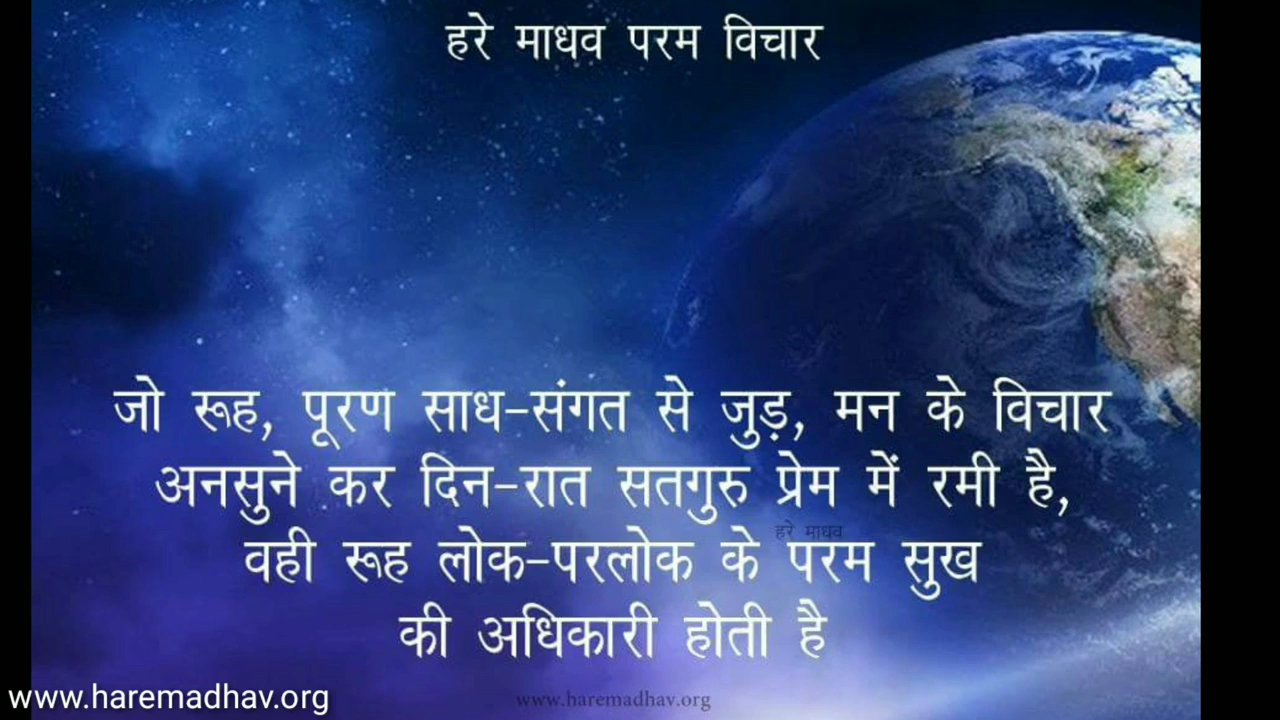 हरे माधव परम विचार
जो रूह, पूरण साध-संगत से जुड़, मन के विचार
अनसुने कर दिन-रात सतगुरु प्रेम में रमी है,
हरे माधव
वही रूह लोक-परलोक के परम सुख
की अधिकारी होती है
www.haremadhav.org
www.haremadhav.org